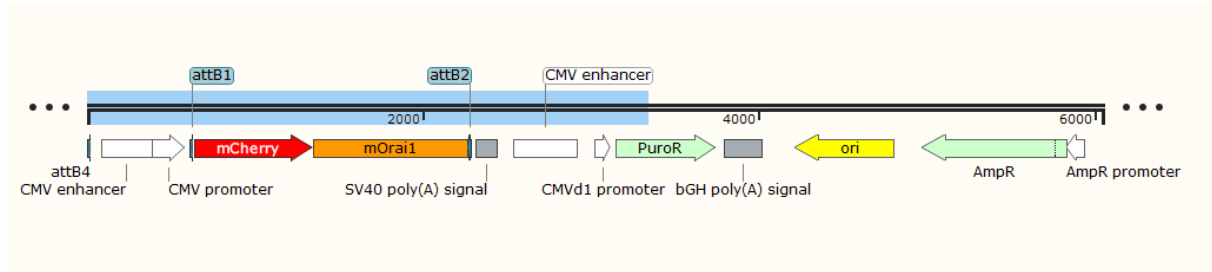 attB1
attB2
CMV enhancer
2000
4000
6000
mCherry
mOrai1
PuroR
ori
attB4
CMV enhancer
CMV promoter
SV40 poly(A) signal
CMVd1 promoter
bGH poly(A) signal
AmpR
AmpR promoter